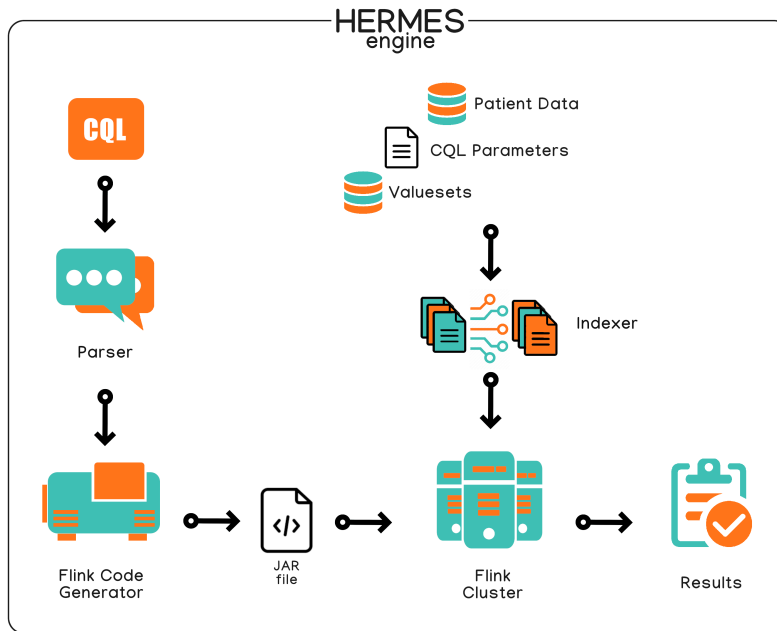 HERMES
engine
CQL
Patient Data
CQL Parameters
Valuesets
Parser
Indexer
Flink Code
Generator
JAR
file
Flink
Cluster
Results